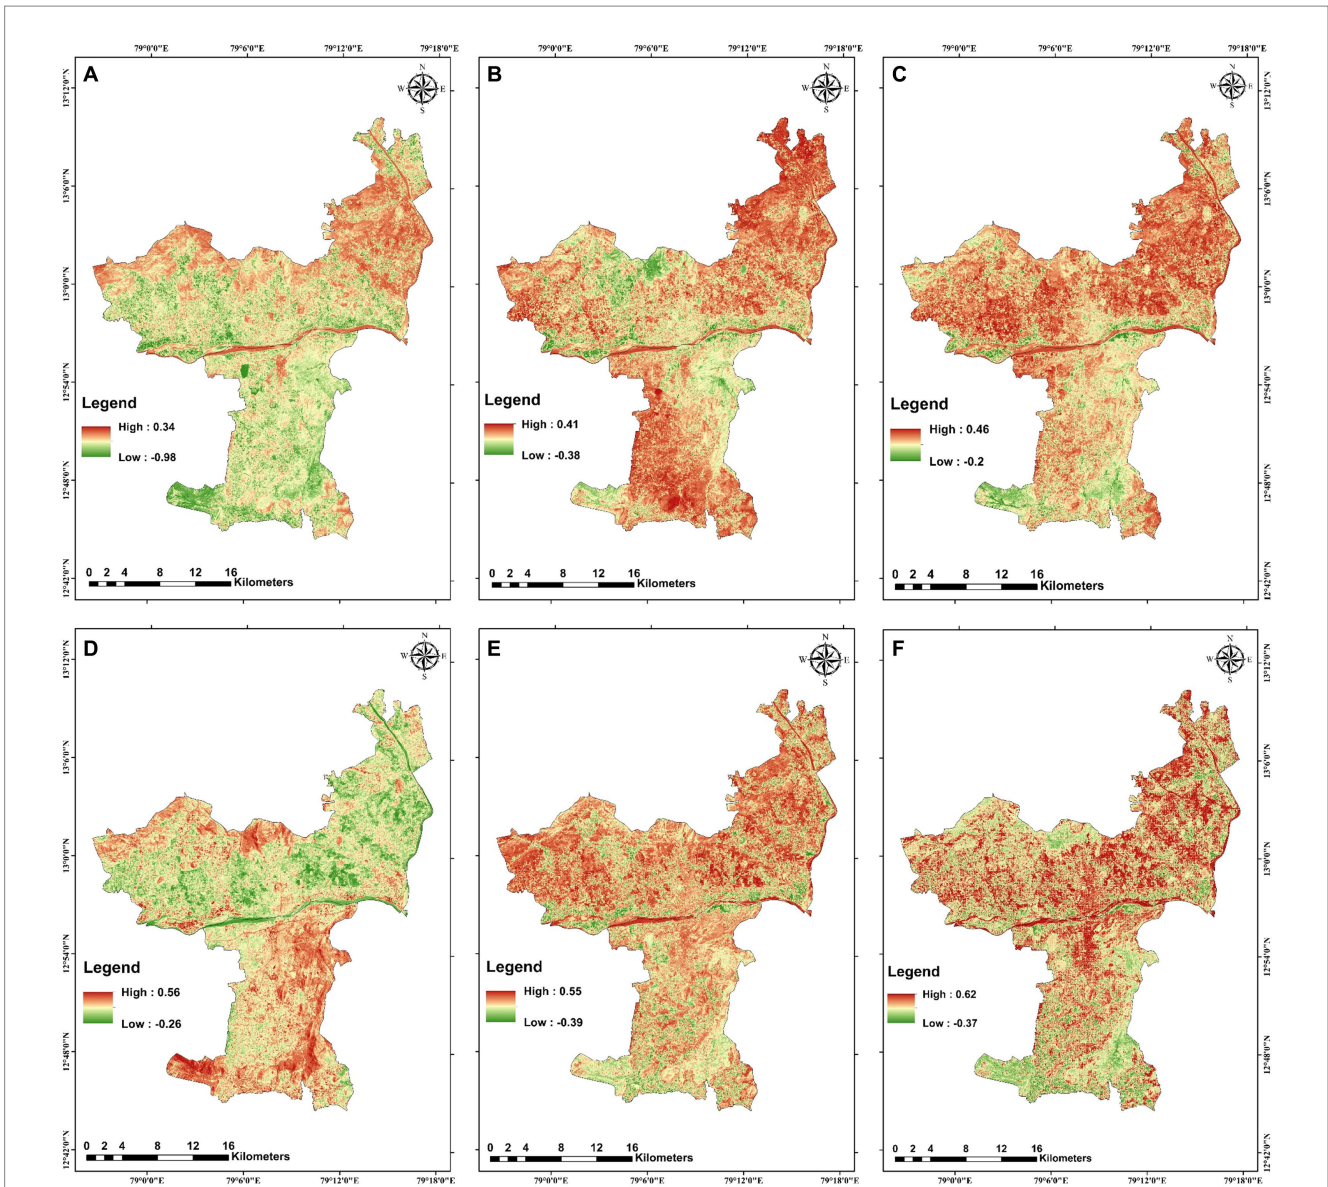 79°0'0"E 79°6'0"E 79°12'0"E 79°18'0"E 79°0'0"E 79°6'0"E 79°12'0"E 79°18'0"E 79°0'0"E 79°6'0"E 79°12'0"E 79°18'0"E
A
N
W E
S
B
N
W E
S
C
N
W E
S
13°12'0"N
13°6'0"N
13°0'0"N
12°54'0"N
12°48'0"N
12°42'0"N
13°12'0"N
13°6'0"N
13°0'0"N
12°54'0"N
12°48'0"N
12°42'0"N
Legend
High : 0.34
Low : -0.98
0 2 4 8 12 16
Kilometers
Legend
High : 0.41
Low : -0.38
0 2 4 8 12 16
Kilometers
Legend
High : 0.46
Low : -0.2
0 2 4 8 12 16
Kilometers
D
N
W E
S
E
N
W E
S
F
N
W E
S
13°12'0"N
13°6'0"N
13°0'0"N
12°54'0"N
12°48'0"N
12°42'0"N
13°12'0"N
13°6'0"N
13°0'0"N
12°54'0"N
12°48'0"N
12°42'0"N
Legend
High : 0.56
Low : -0.26
0 2 4 8 12 16
Kilometers
Legend
High : 0.55
Low : -0.39
0 2 4 8 12 16
Kilometers
Legend
High : 0.62
Low : -0.37
0 2 4 8 12 16
Kilometers
79°0'0"E 79°6'0"E 79°12'0"E 79°18'0"E 79°0'0"E 79°6'0"E 79°12'0"E 79°18'0"E 79°0'0"E 79°6'0"E 79°12'0"E 79°18'0"E